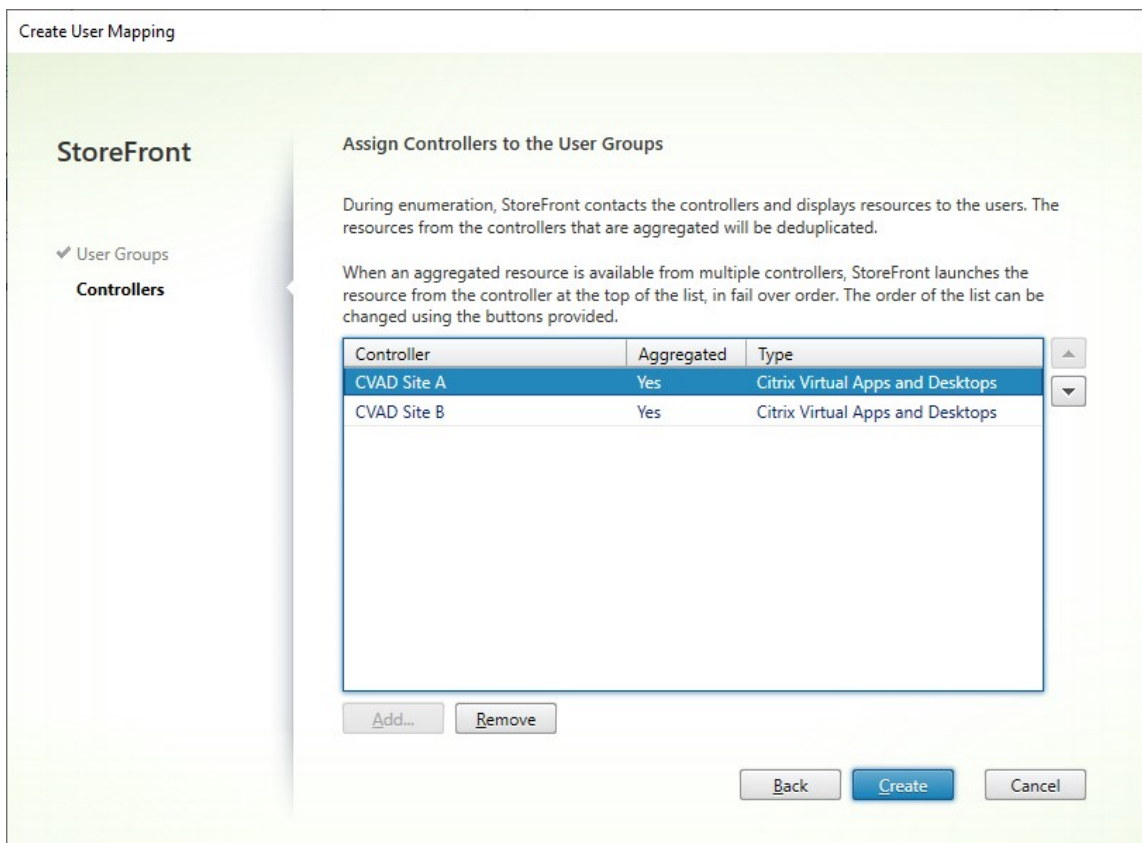 Create User Mapping
StoreFront
✔ User Groups
Controllers
Assign Controllers to the User Groups
During enumeration, StoreFront contacts the controllers and displays resources to the users. The
resources from the controllers that are aggregated will be deduplicated.
When an aggregated resource is available from multiple controllers, StoreFront launches the
resource from the controller at the top of the list, in fail over order. The order of the list can be
changed using the buttons provided.
Controller Aggregated Type
CVAD Site A Yes Citrix Virtual Apps and Desktops
CVAD Site B Yes Citrix Virtual Apps and Desktops
Add... Remove
Back Create Cancel